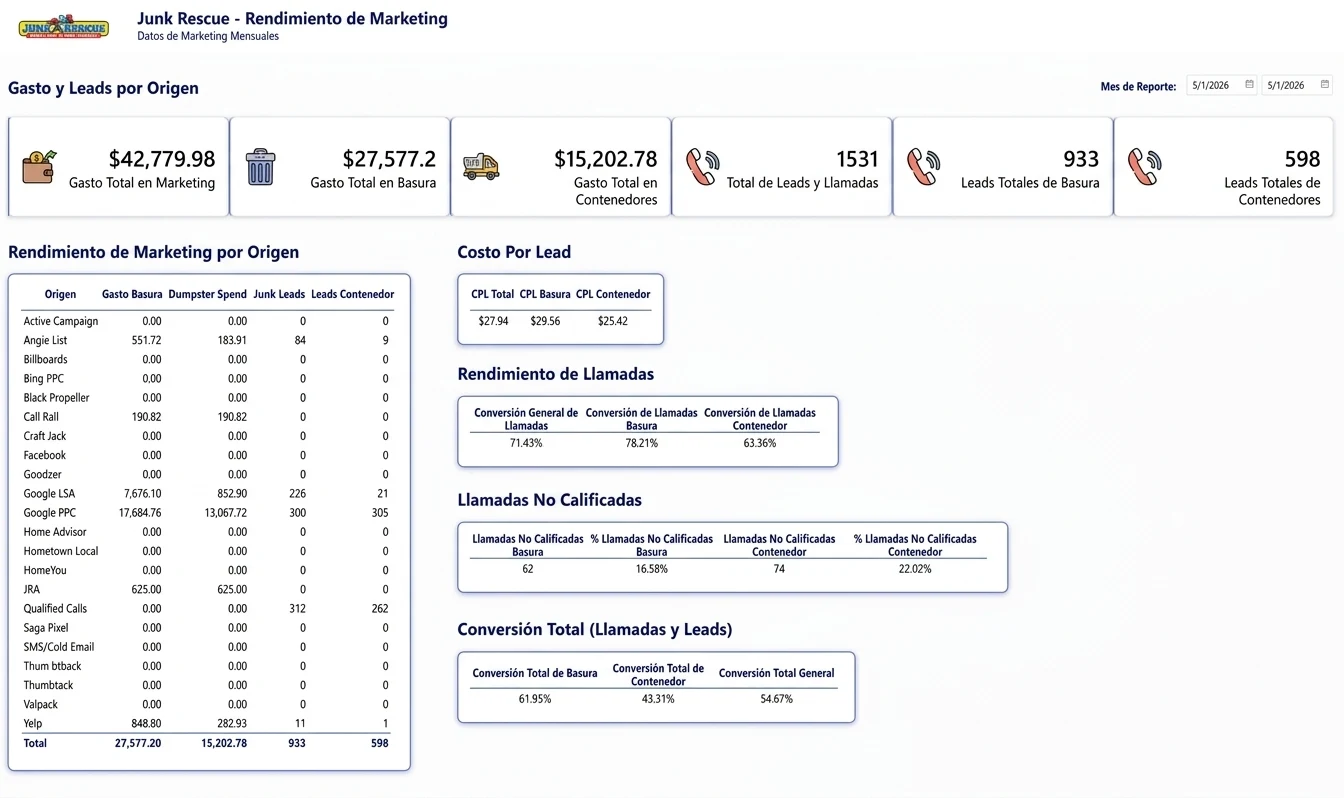 JUNK RESCUE
Junk Rescue - Rendimiento de Marketing
Datos de Marketing Mensuales
Gasto y Leads por Origen
Mes de Reporte: 5/1/2026 5/1/2026
$42,779.98
Gasto Total en Marketing
$27,577.2
Gasto Total en Basura
$15,202.78
Gasto Total en
Contenedores
1531
Total de Leads y Llamadas
933
Leads Totales de Basura
598
Leads Totales de
Contenedores
Rendimiento de Marketing por Origen
Origen Gasto Basura Dumpster Spend Junk Leads Leads Contenedor
Active Campaign 0.00 0.00 0 0
Angie List 551.72 183.91 84 9
Billboards 0.00 0.00 0 0
Bing PPC 0.00 0.00 0 0
Black Propeller 0.00 0.00 0 0
Call Rall 190.82 190.82 0 0
Craft Jack 0.00 0.00 0 0
Facebook 0.00 0.00 0 0
Goodzer 0.00 0.00 0 0
Google LSA 7,676.10 852.90 226 21
Google PPC 17,684.76 13,067.72 300 305
Home Advisor 0.00 0.00 0 0
Hometown Local 0.00 0.00 0 0
HomeYou 0.00 0.00 0 0
JRA 625.00 625.00 0 0
Qualified Calls 0.00 0.00 312 262
Saga Pixel 0.00 0.00 0 0
SMS/Cold Email 0.00 0.00 0 0
Thum btback 0.00 0.00 0 0
Thumbtack 0.00 0.00 0 0
Valpack 0.00 0.00 0 0
Yelp 848.80 282.93 11 1
Total 27,577.20 15,202.78 933 598
Costo Por Lead
CPL Total CPL Basura CPL Contenedor
$27.94 $29.56 $25.42
Rendimiento de Llamadas
Conversión General de Conversión de Llamadas Conversión de Llamadas
Llamadas Basura Contenedor
71.43% 78.21% 63.36%
Llamadas No Calificadas
Llamadas No Calificadas % Llamadas No Calificadas Llamadas No Calificadas % Llamadas No Calificadas
Basura Basura Contenedor Contenedor
62 16.58% 74 22.02%
Conversión Total (Llamadas y Leads)
Conversión Total de Basura Conversión Total de Contenedor Conversión Total General
61.95% 43.31% 54.67%